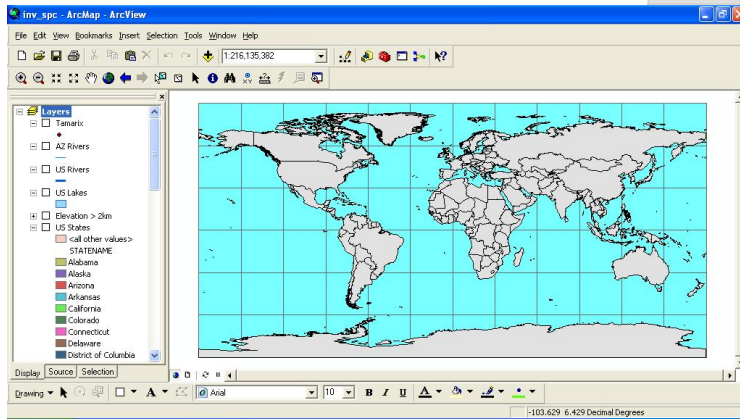 inv_spc - ArcMap - ArcView
File Edit View Bookmarks Insert Selection Tools Window Help
1:216,135,382
Layers
Tamarix
AZ Rivers
US Rivers
US Lakes
Elevation > 2km
US States
<all other values>
STATENAME
Alabama
Alaska
Arizona
Arkansas
California
Colorado
Connecticut
Delaware
District of Columbia
Display Source Selection
Drawing A Arial 10 B I U A
-103.629 6.429 Decimal Degrees